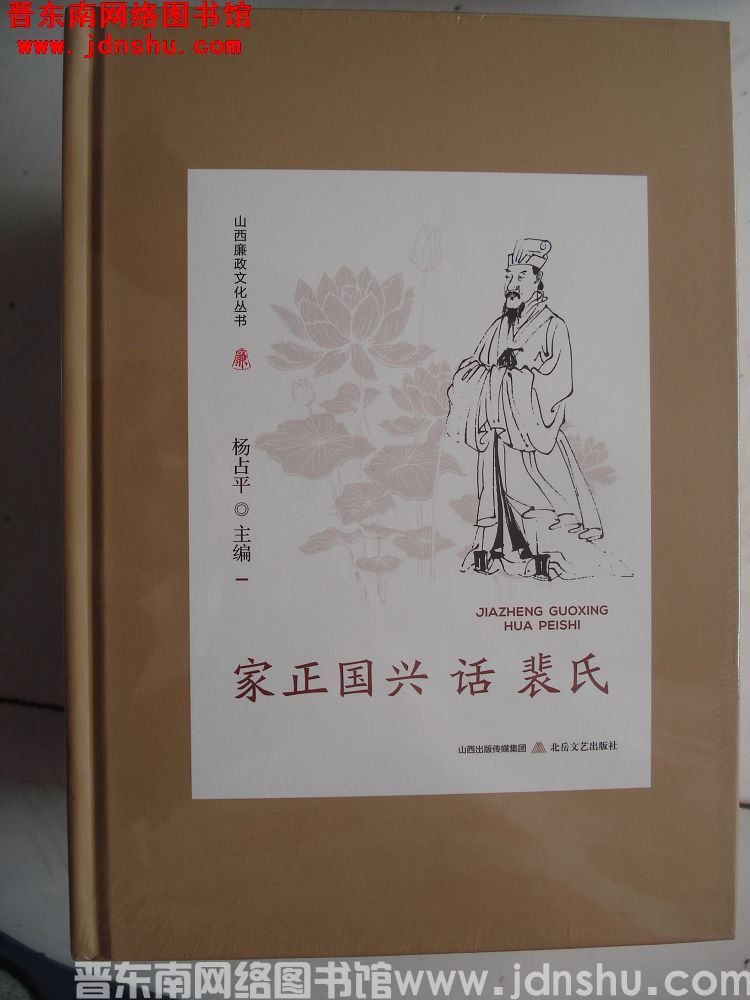 晋东南网络图书馆
www.jdnshu.com
山西廉政文化丛书
廉
杨占平◎主编
JIAZHENG GUOXING
HUA PEISHI
家正国兴 话 裴氏
山西出版传媒集团 北岳文艺出版社
晋东南网络图书馆www.jdnshu.com